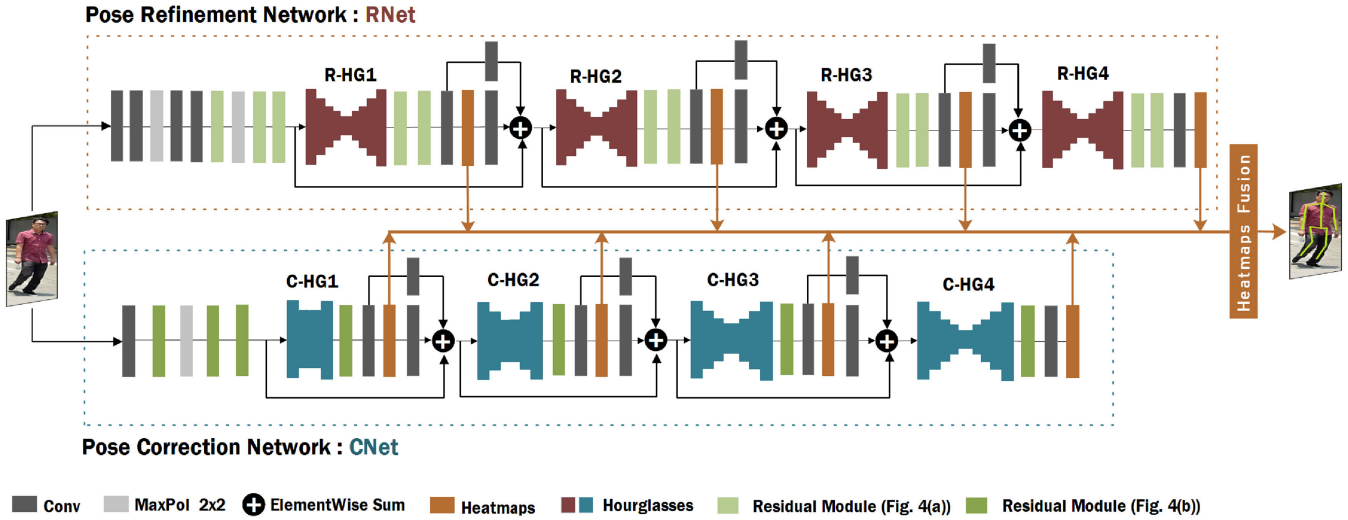 Pose Refinement Network : RNet
R-HG1
R-HG2
R-HG3
R-HG4
Heatmaps Fusion
C-HG1
C-HG2
C-HG3
C-HG4
Pose Correction Network : CNet
Conv
MaxPol 2x2
ElementWise Sum
Heatmaps
Hourglasses
Residual Module (Fig. 4(a))
Residual Module (Fig. 4(b))